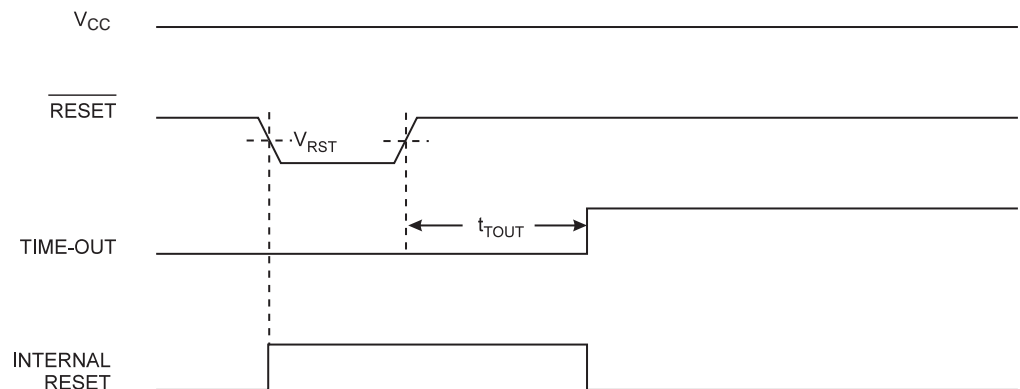 VCC
RESET
VRST
tTOUT
TIME-OUT
INTERNAL
RESET